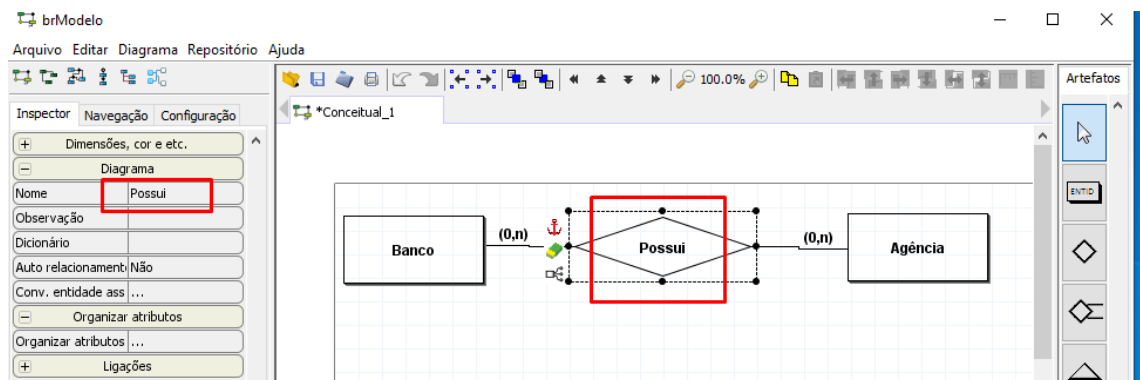 brModelo
Arquivo Editar Diagrama Repositório Ajuda
100.0%
Artefatos
Inspector Navegação Configuração
*Conceitual_1
Dimensões, cor e etc.
Diagrama
Nome Possui
Observação
Dicionário
Auto relacionament Não
Conv. entidade ass ...
Organizar atributos
Organizar atributos ...
Ligações
ENTID
Banco (0,n) Possui (0,n) Agência